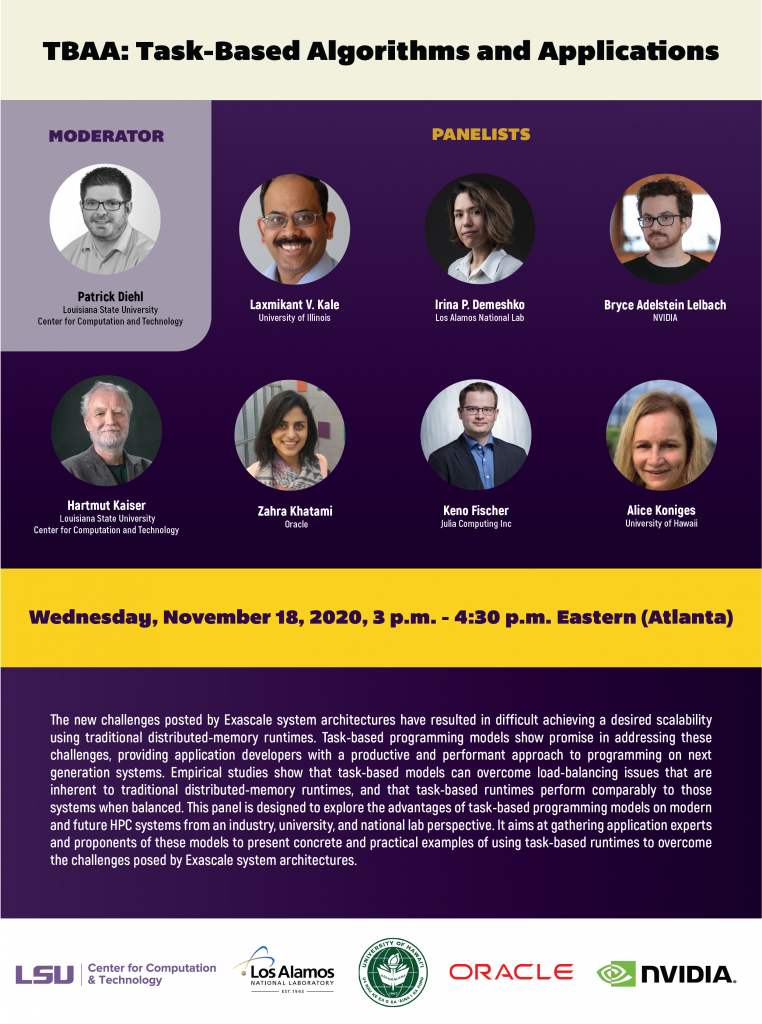 TBAA: Task-Based Algorithms and Applications
MODERATOR
PANELISTS
Patrick Diehl
Louisiana State University
Center for Computation and Technology
Laxmikant V. Kale
University of Illinois
Irina P. Demeshko
Los Alamos National Lab
Bryce Adelstein Lelbach
NVIDIA
Hartmut Kaiser
Louisiana State University
Center for Computation and Technology
Zahra Khatami
Oracle
Keno Fischer
Julia Computing Inc
Alice Koniges
University of Hawaii
Wednesday, November 18, 2020, 3 p.m. - 4:30 p.m. Eastern (Atlanta)
The new challenges posted by Exascale system architectures have resulted in difficult achieving a desired scalability
using traditional distributed-memory runtimes. Task-based programming models show promise in addressing these
challenges, providing application developers with a productive and performant approach to programming on next
generation systems. Empirical studies show that task-based models can overcome load-balancing issues that are
inherent to traditional distributed-memory runtimes, and that task-based runtimes perform comparably to those
systems when balanced. This panel is designed to explore the advantages of task-based programming models on modern
and future HPC systems from an industry, university, and national lab perspective. It aims at gathering application experts
and proponents of these models to present concrete and practical examples of using task-based runtimes to overcome
the challenges posed by Exascale system architectures.
LSU
Center for Computation
& Technology
Los Alamos
NATIONAL LABORATORY
EST. 1943
UNIVERSITY OF HAWAI'I
ORACLE
NVIDIA.